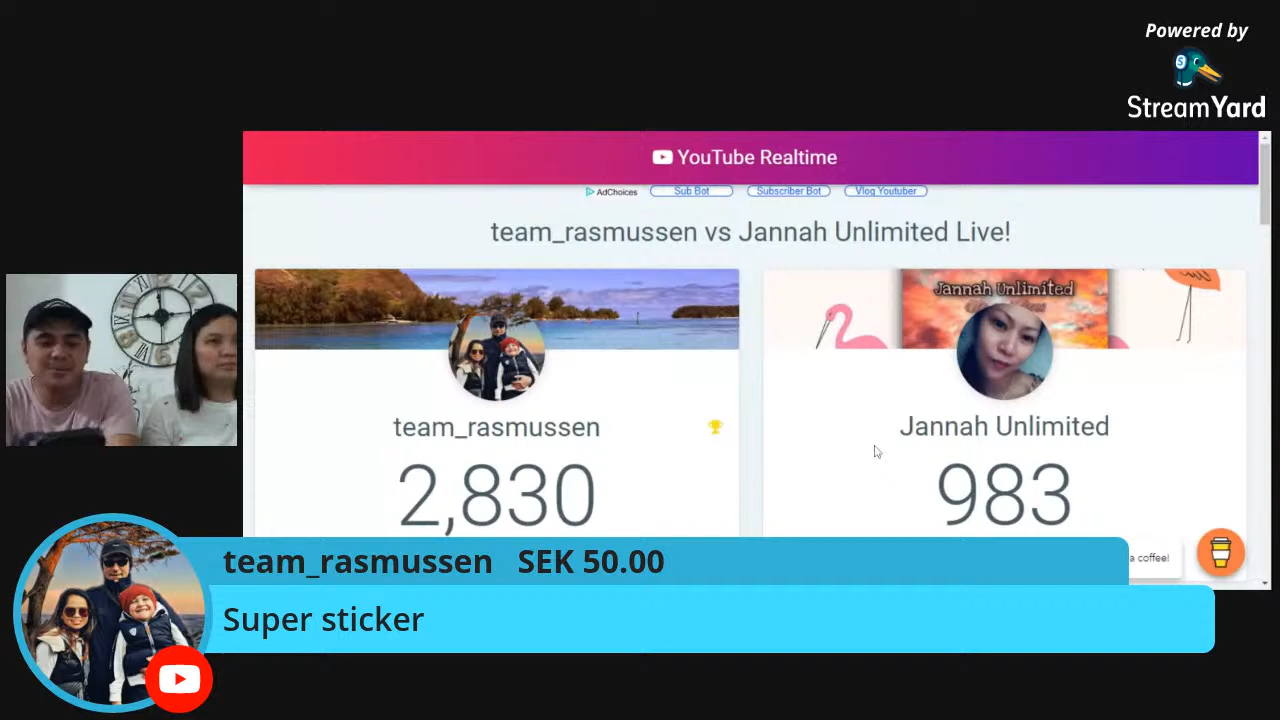 Powered by
StreamYard
YouTube Realtime
AdChoices Sub Bot Subscriber Bot Vlog Youtuber
team_rasmussen vs Jannah Unlimited Live!
Jannah Unlimited
team_rasmussen
Jannah Unlimited
2,830
983
a coffee!
team_rasmussen SEK 50.00
Super sticker